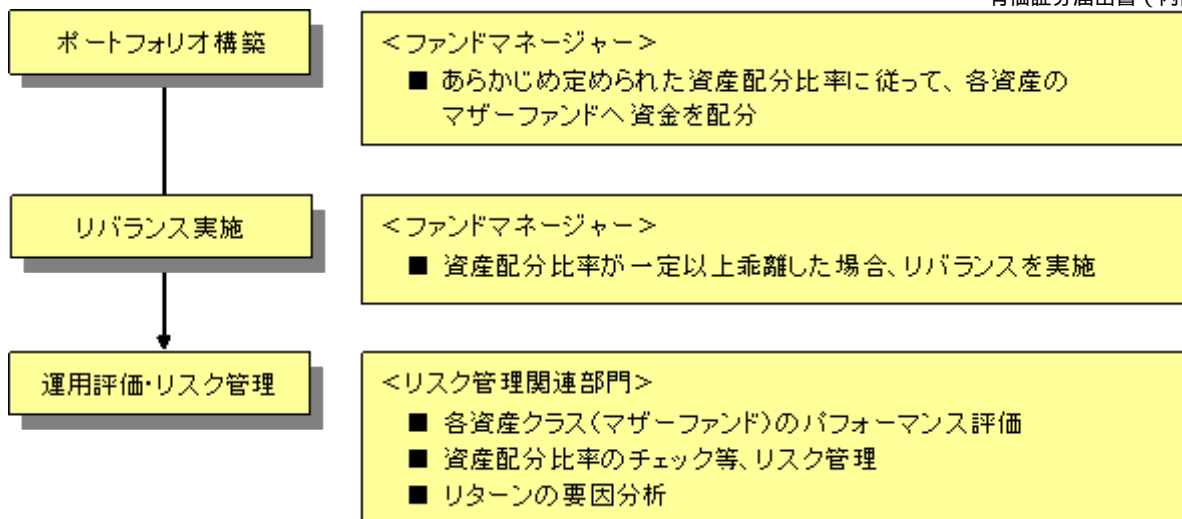 有価証券届出書(内
ポートフォリオ構築
<ファンドマネージャー>
■ あらかじめ定められた資産配分比率に従って、各資産の
マザーファンドへ資金を配分
リバランス実施
<ファンドマネージャー>
■ 資産配分比率が一定以上乖離した場合、リバランスを実施
運用評価・リスク管理
<リスク管理関連部門>
■ 各資産クラス(マザーファンド)のパフォーマンス評価
■ 資産配分比率のチェック等、リスク管理
■ リターンの要因分析